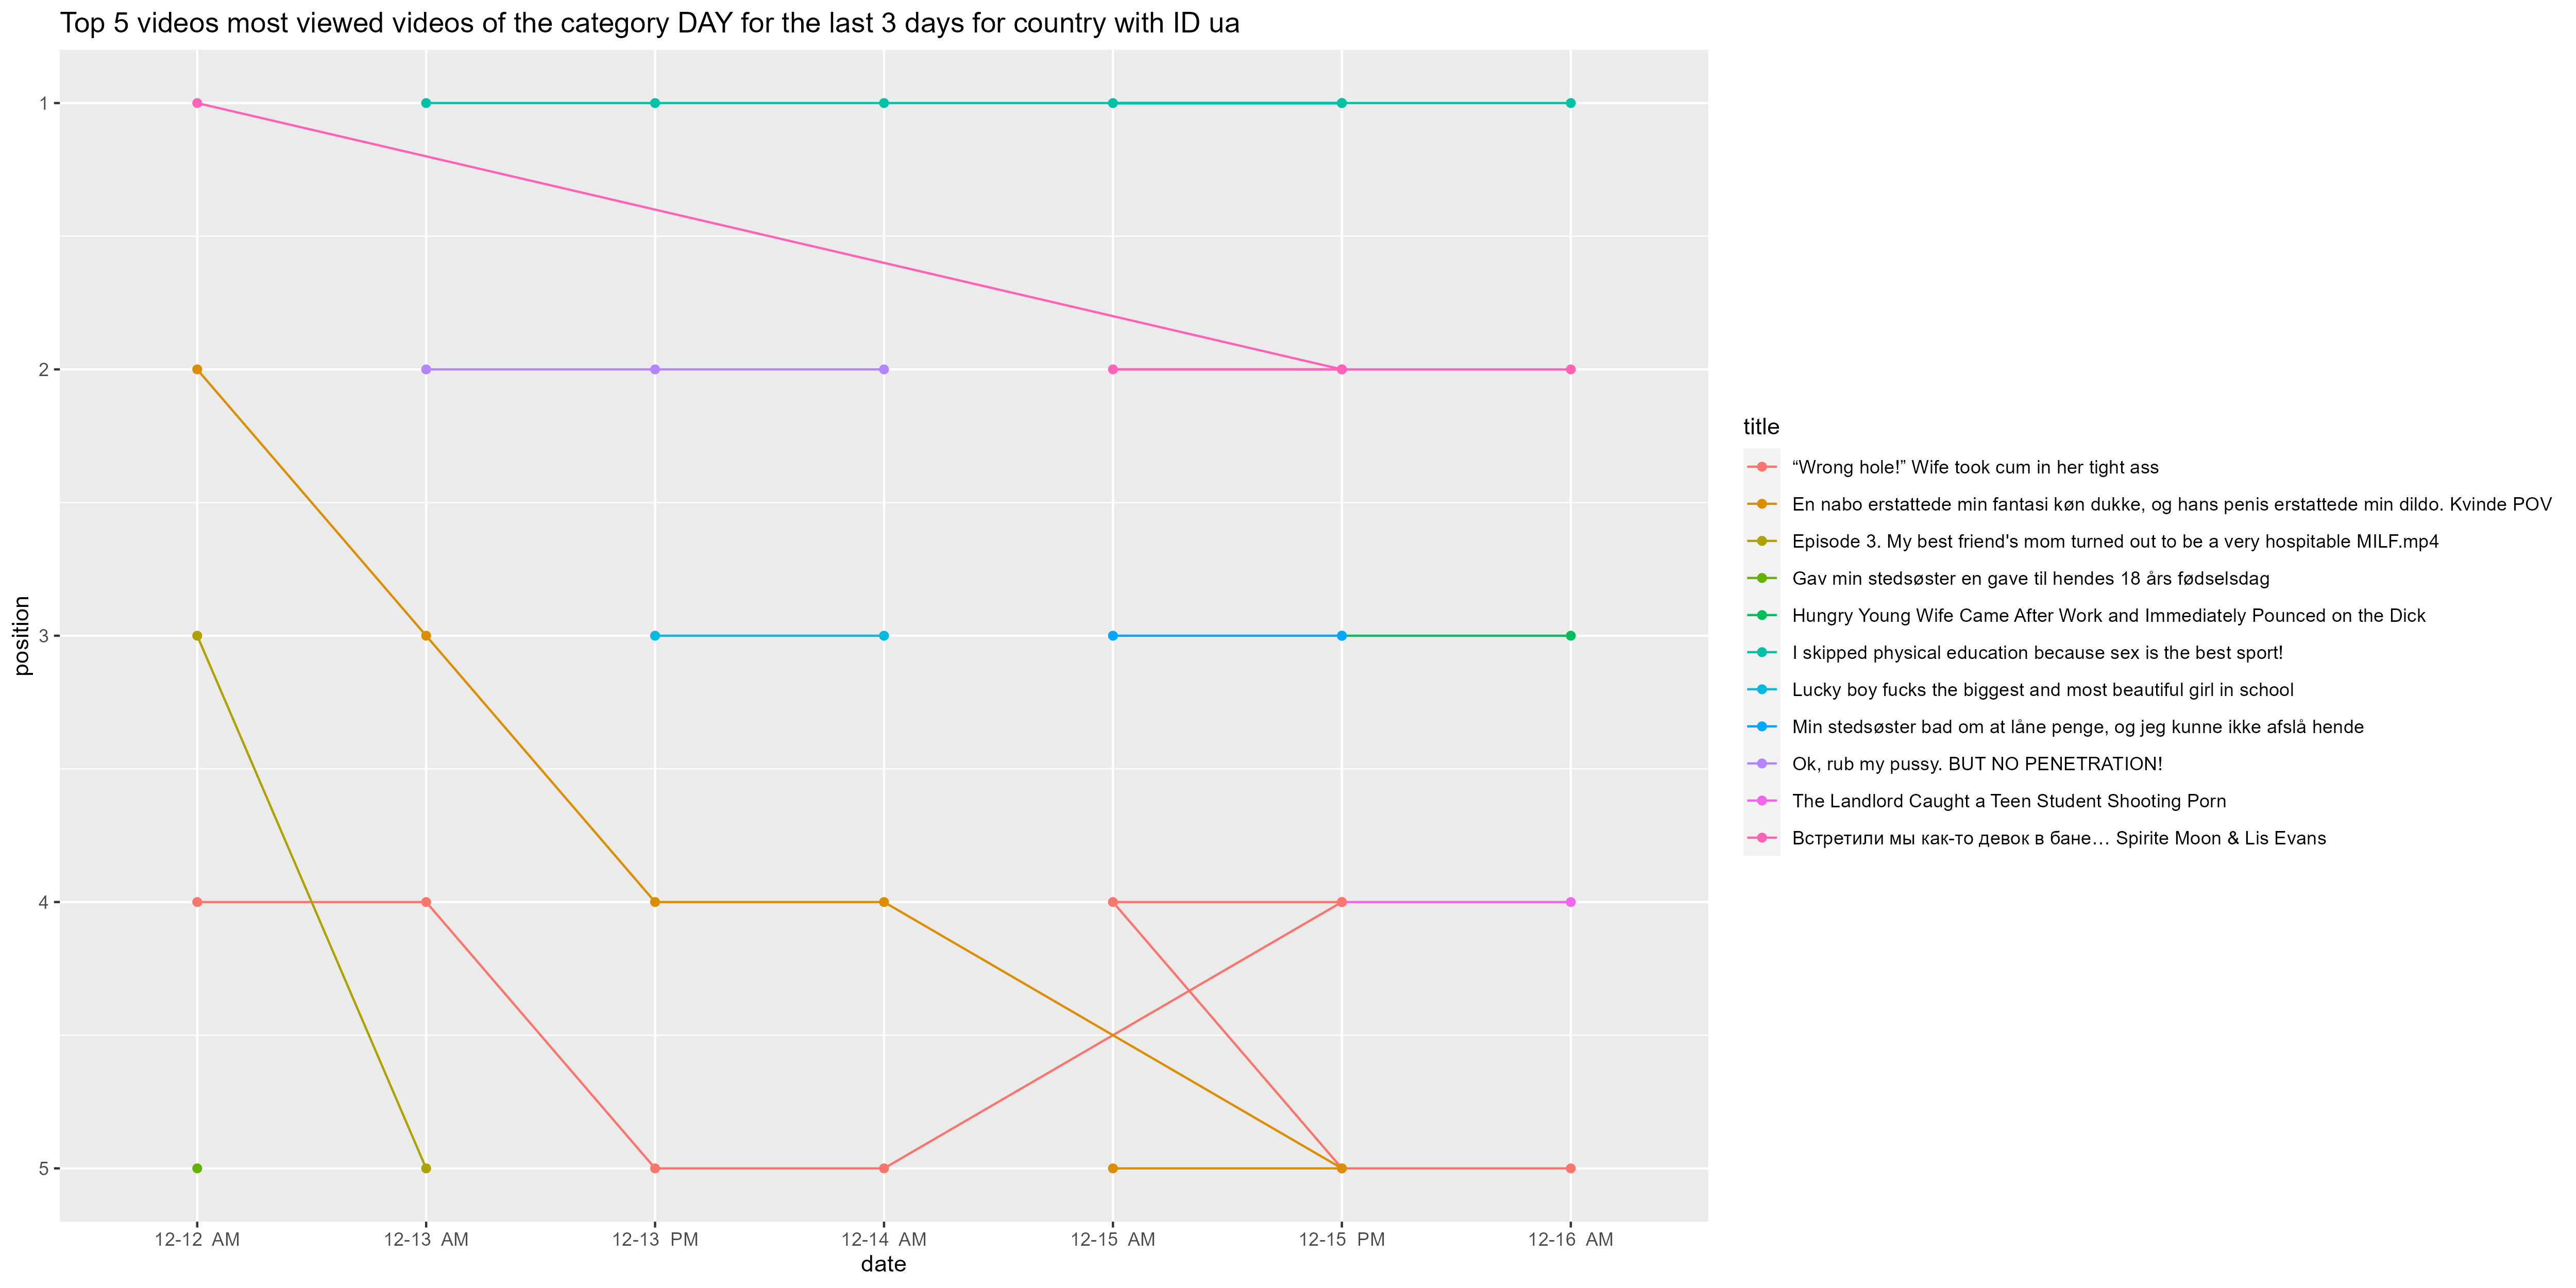 Top 5 videos most viewed videos of the category DAY for the last 3 days for country with ID ua
position
1
2
3
4
5
12-12 AM
12-13 AM
12-13 PM
12-14 AM
12-15 AM
12-15 PM
12-16 AM
date
title
“Wrong hole!” Wife took cum in her tight ass
En nabo erstattede min fantasi køn dukke, og hans penis erstattede min dildo. Kvinde POV
Episode 3. My best friend's mom turned out to be a very hospitable MILF.mp4
Gav min stedsøster en gave til hendes 18 års fødselsdag
Hungry Young Wife Came After Work and Immediately Pounced on the Dick
I skipped physical education because sex is the best sport!
Lucky boy fucks the biggest and most beautiful girl in school
Min stedsøster bad om at låne penge, og jeg kunne ikke afslå hende
Ok, rub my pussy. BUT NO PENETRATION!
The Landlord Caught a Teen Student Shooting Porn
Встретили мы как-то девок в бане… Spirite Moon & Lis Evans